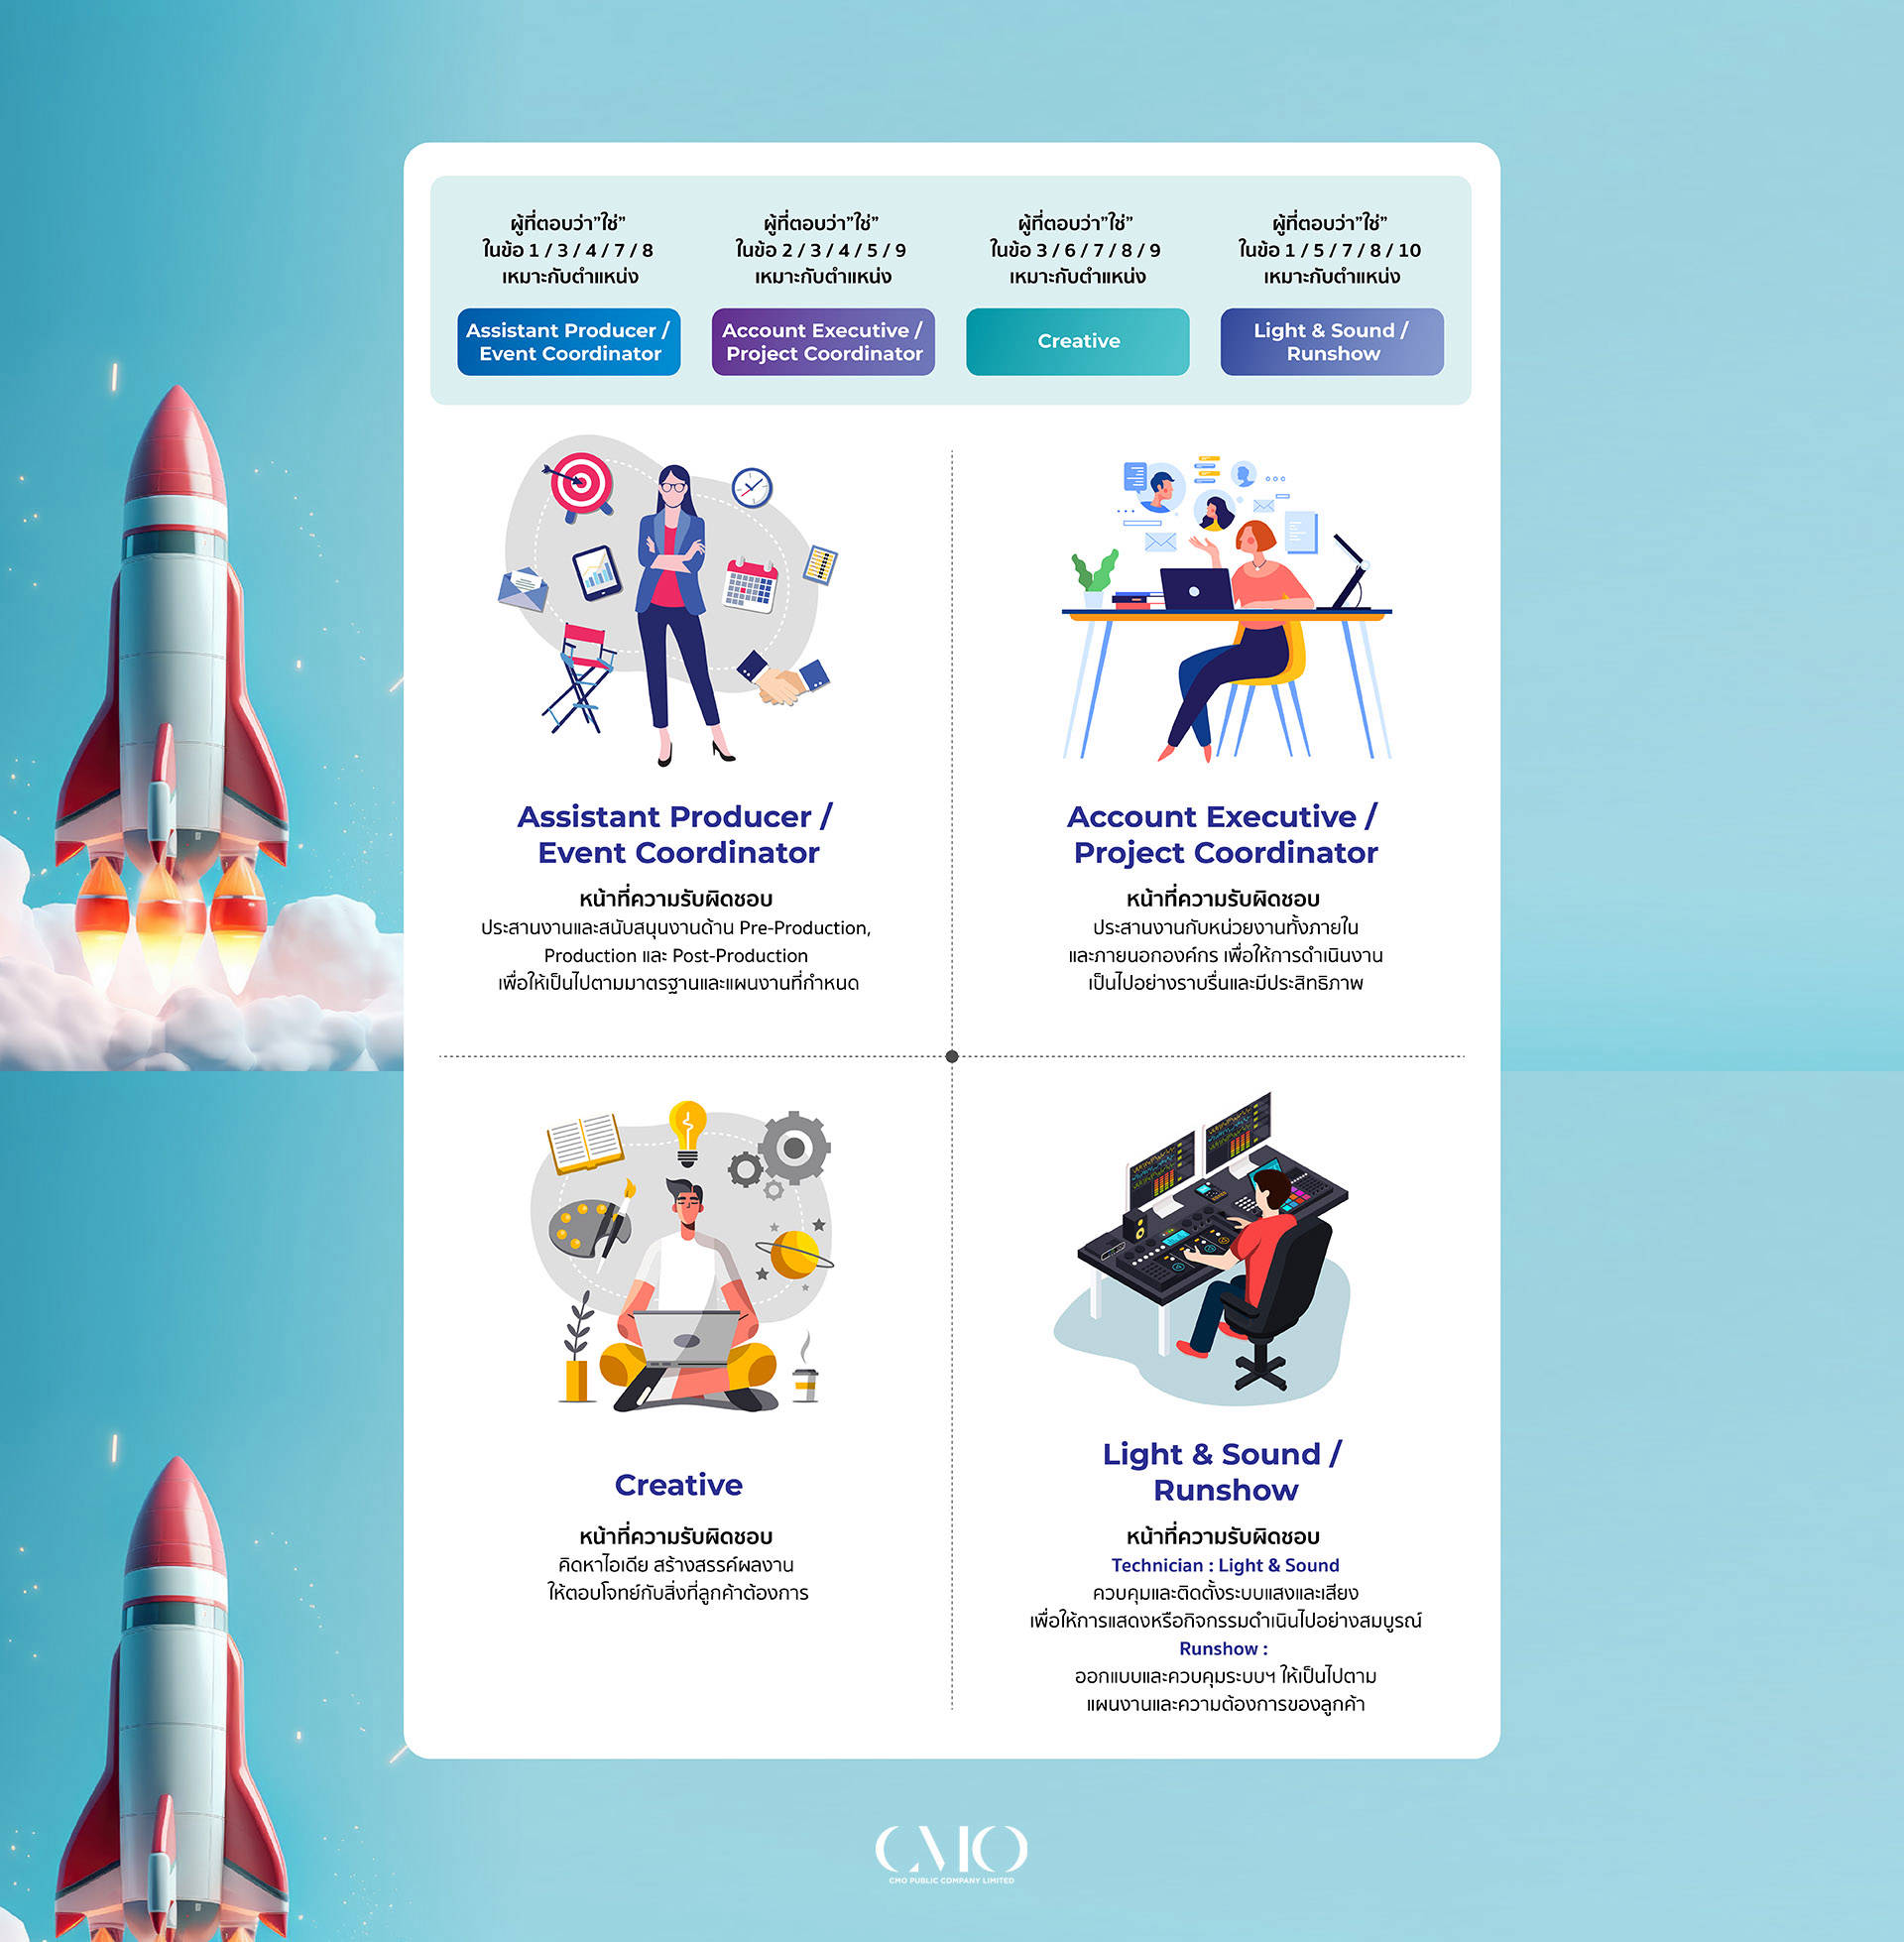 ผู้ที่ตอบว่า"ใช่"
ในข้อ 1 / 3 / 4 / 7 / 8
เหมาะกับตำแหน่ง
Assistant Producer /
Event Coordinator
ผู้ที่ตอบว่า"ใช่"
ในข้อ 2 / 3 / 4 / 5 / 9
เหมาะกับตำแหน่ง
Account Executive /
Project Coordinator
ผู้ที่ตอบว่า"ใช่"
ในข้อ 3 / 6 / 7 / 8 / 9
เหมาะกับตำแหน่ง
Creative
ผู้ที่ตอบว่า"ใช่"
ในข้อ 1 / 5 / 7 / 8 / 10
เหมาะกับตำแหน่ง
Light & Sound /
Runshow
Assistant Producer /
Event Coordinator
หน้าที่ความรับผิดชอบ
ประสานงานและสนับสนุนงานด้าน Pre-Production,
Production และ Post-Production
เพื่อให้เป็นไปตามมาตรฐานและแผนงานที่กำหนด
Account Executive /
Project Coordinator
หน้าที่ความรับผิดชอบ
ประสานงานกับหน่วยงานทั้งภายใน
และภายนอกองค์กร เพื่อให้การดำเนินงาน
เป็นไปอย่างราบรื่นและมีประสิทธิภาพ
Creative
หน้าที่ความรับผิดชอบ
คิดหาไอเดีย สร้างสรรค์ผลงาน
ให้ตอบโจทย์กับสิ่งที่ลูกค้าต้องการ
Light & Sound /
Runshow
หน้าที่ความรับผิดชอบ
Technician : Light & Sound
ควบคุมและติดตั้งระบบแสงและเสียง
เพื่อให้การแสดงหรือกิจกรรมดำเนินไปอย่างสมบูรณ์
Runshow :
ออกแบบและควบคุมระบบฯ ให้เป็นไปตาม
แผนงานและความต้องการของลูกค้า
CMO
CMO PUBLIC COMPANY LIMITED